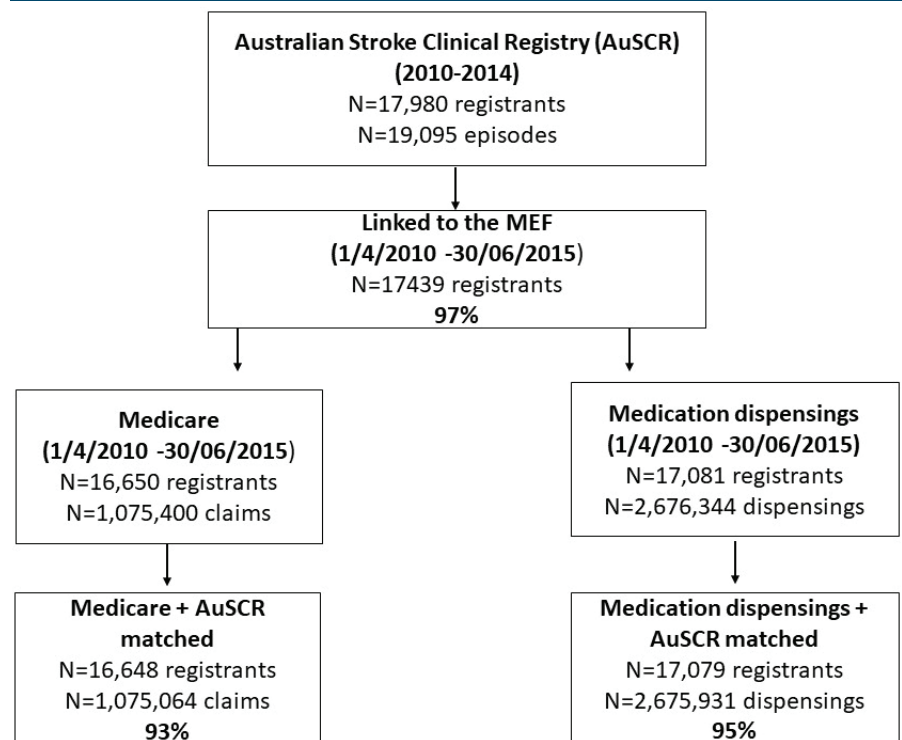 Australian Stroke Clinical Registry (AuSCR)
(2010-2014)
N=17,980 registrants
N=19,095 episodes
Linked to the MEF
(1/4/2010 -30/06/2015)
N=17439 registrants
97%
Medicare
(1/4/2010 -30/06/2015)
N=16,650 registrants
N=1,075,400 claims
Medication dispensings
(1/4/2010 -30/06/2015)
N=17,081 registrants
N=2,676,344 dispensings
Medicare + AuSCR
matched
N=16,648 registrants
N=1,075,064 claims
93%
Medication dispensings +
AuSCR matched
N=17,079 registrants
N=2,675,931 dispensings
95%